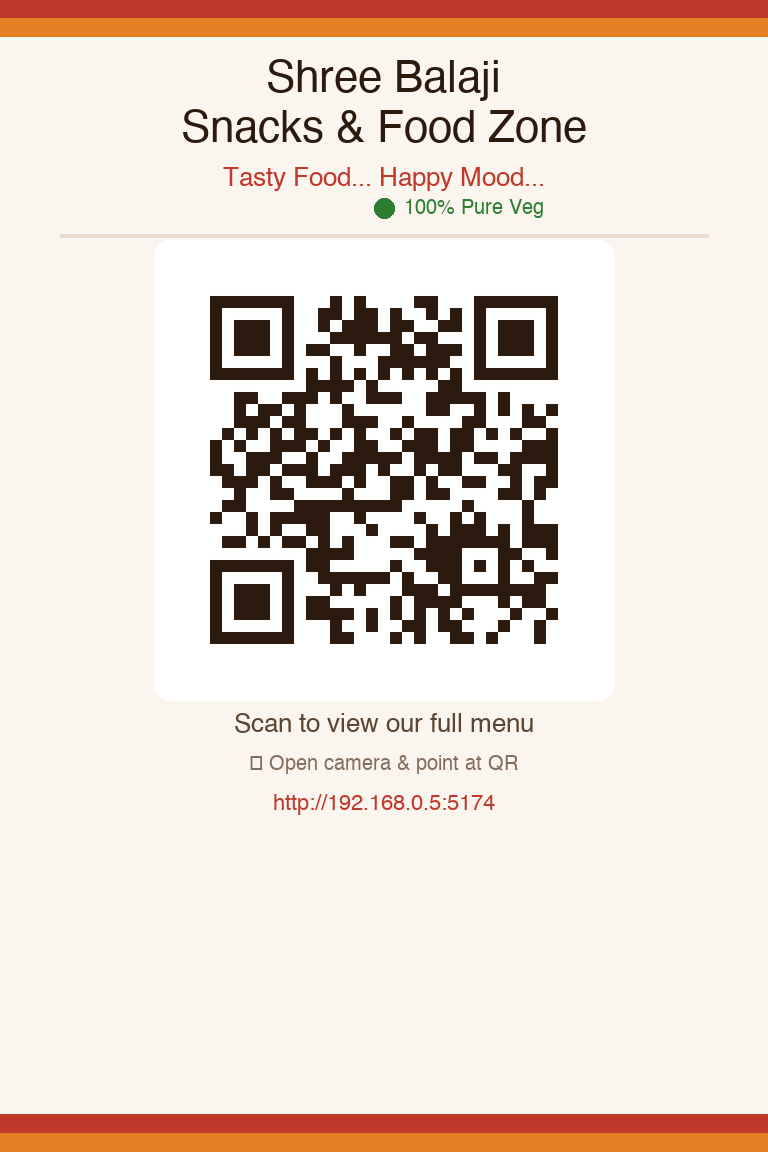 Shree Balaji
Snacks & Food Zone
Tasty Food... Happy Mood...
100% Pure Veg
Scan to view our full menu
Open camera & point at QR
http://192.168.0.5:5174